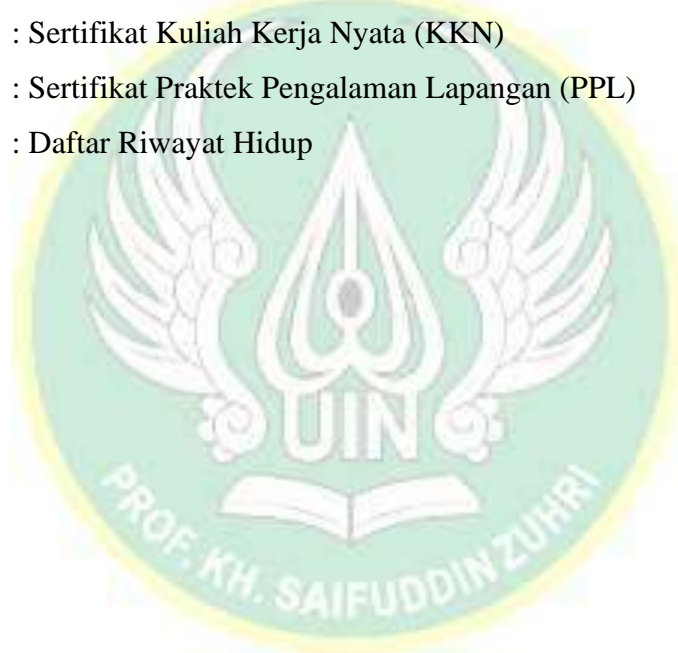 : Sertifikat Kuliah Kerja Nyata (KKN)
: Sertifikat Praktek Pengalaman Lapangan (PPL)
: Daftar Riwayat Hidup
UIN
PROF. KH. SAIFUDDIN ZUHRI